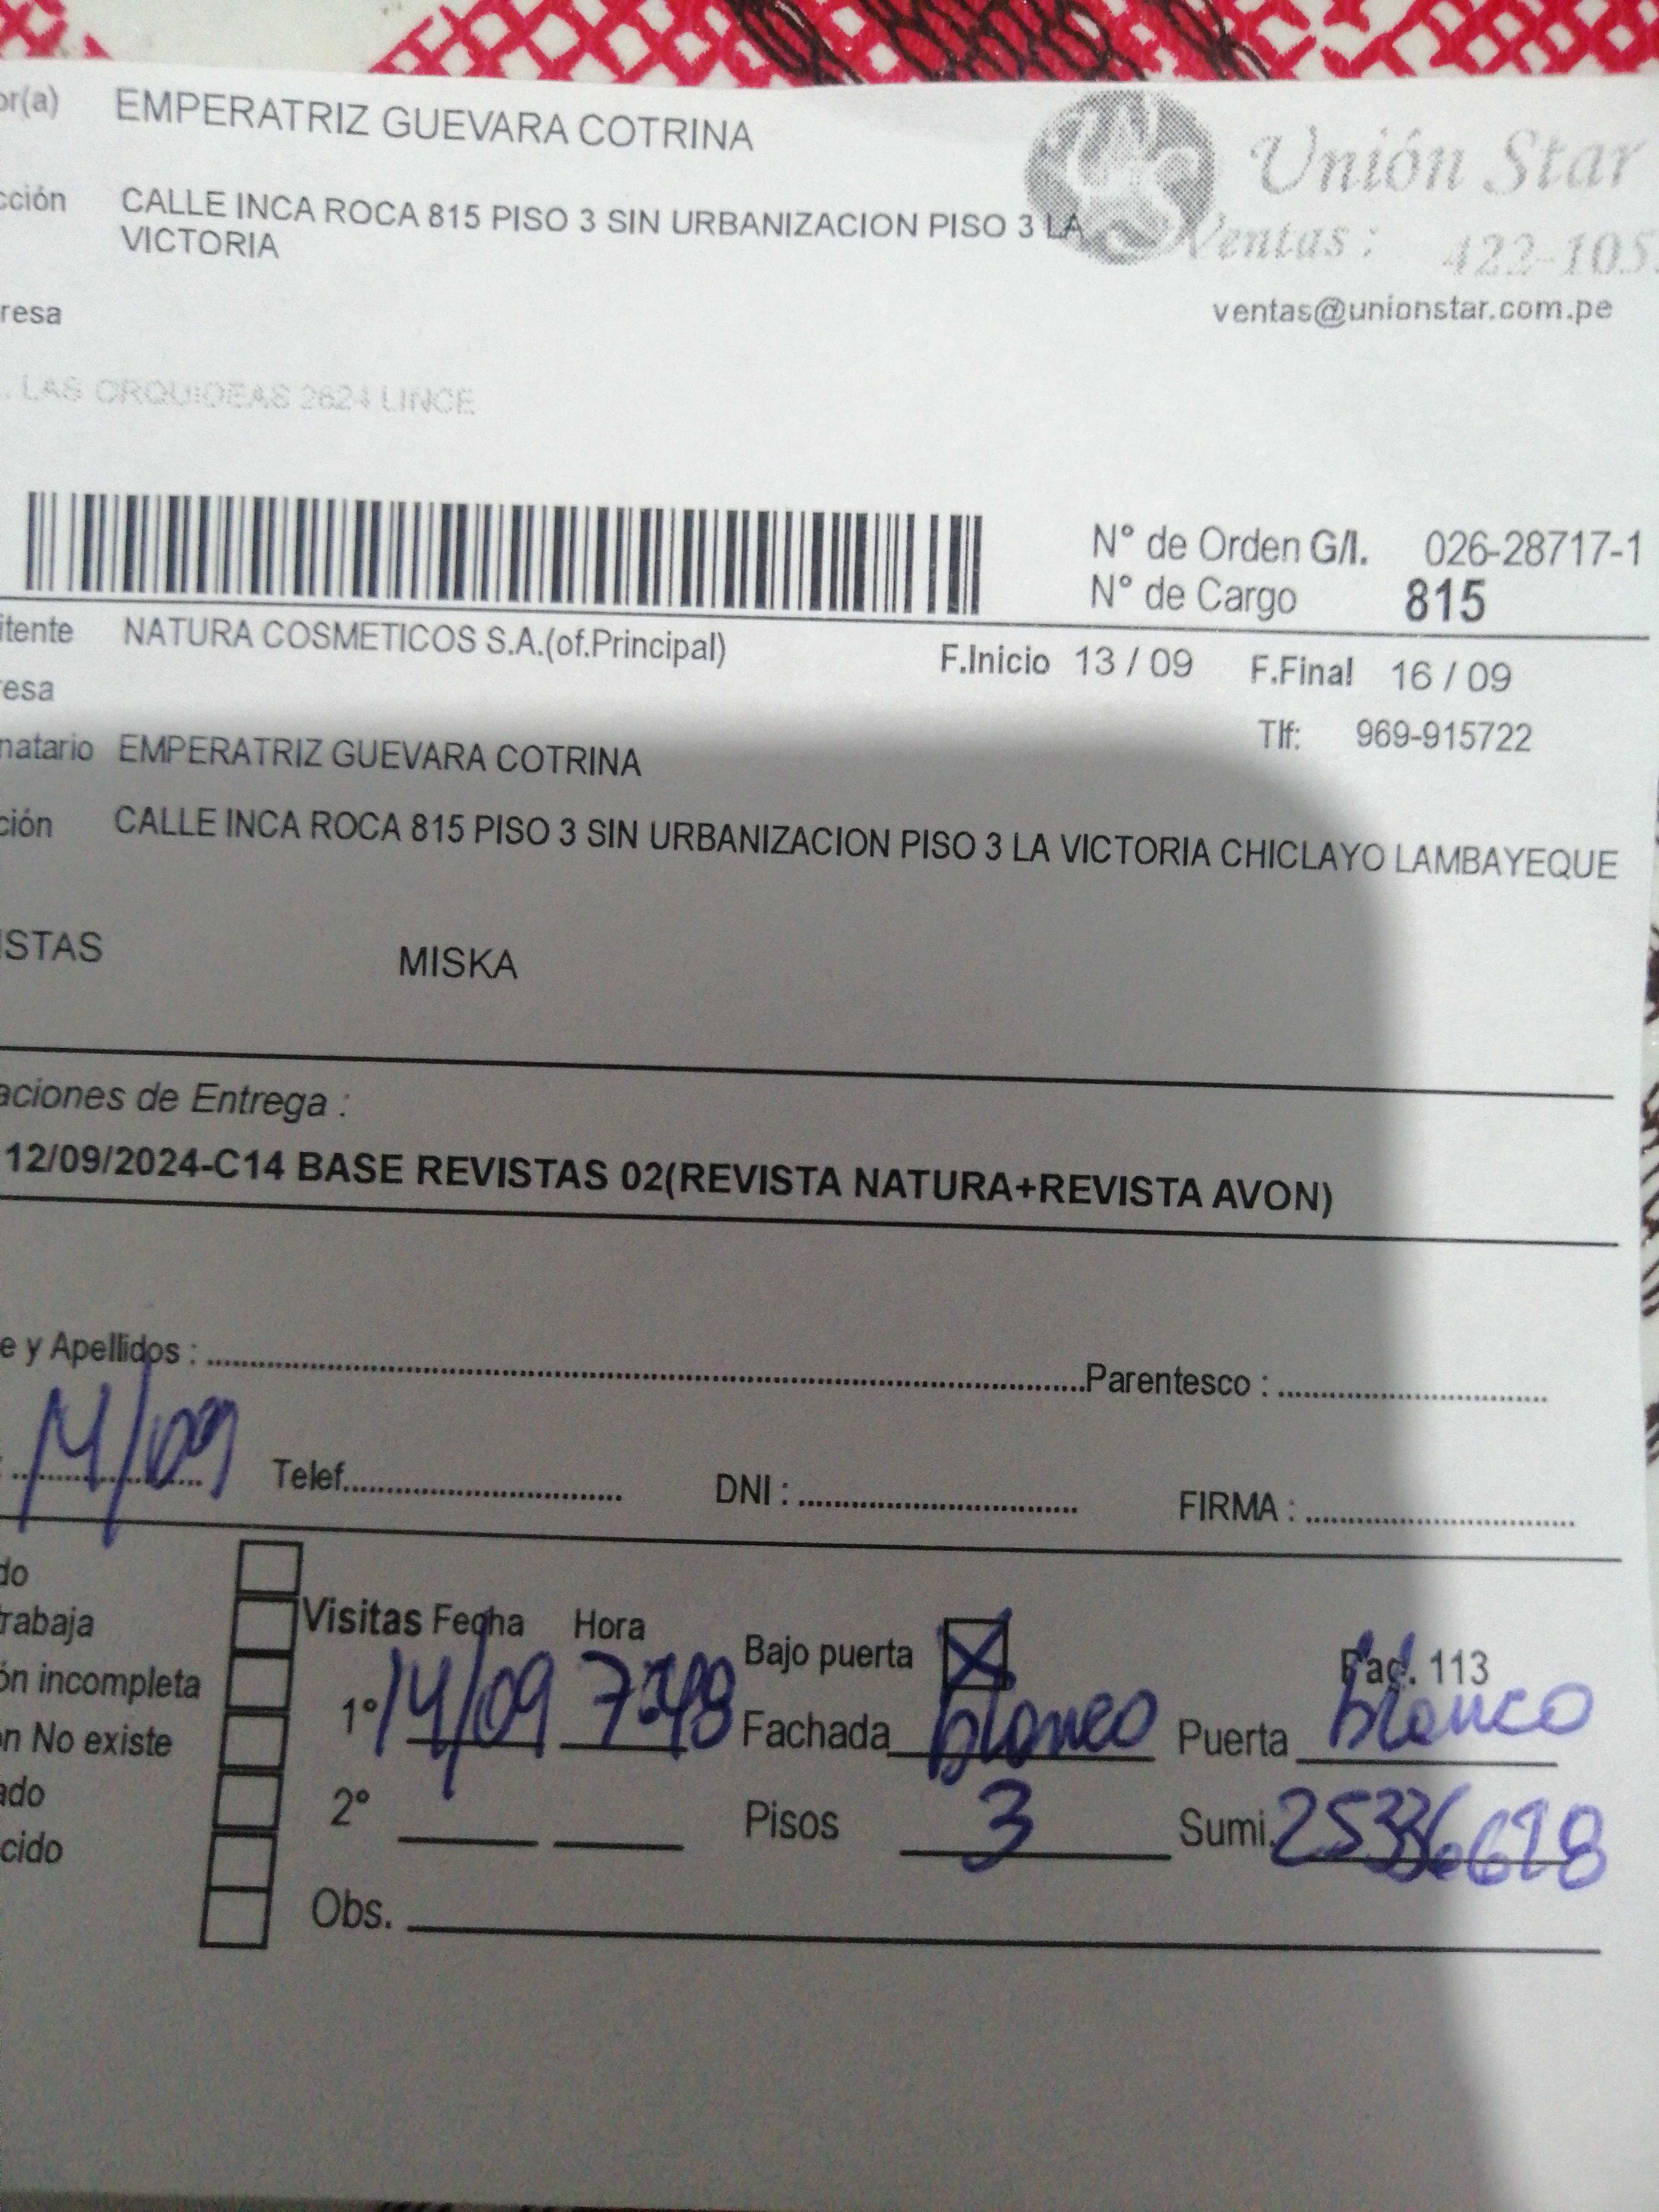 or(a) EMPERATRIZ GUEVARA COTRINA
Unión Star
cción CALLE INCA ROCA 815 PISO 3 SIN URBANIZACION PISO 3 LA
VICTORIA
Ventas : 422-105
resa
ventas@unionstar.com.pe
. LAS ORQUIDEAS 2624 LINCE
N° de Orden G/I. 026-28717-1
N° de Cargo 815
itente NATURA COSMETICOS S.A.(of.Principal) F.Inicio 13 / 09 F.Final 16 / 09
resa
Tlf: 969-915722
natario EMPERATRIZ GUEVARA COTRINA
ción CALLE INCA ROCA 815 PISO 3 SIN URBANIZACION PISO 3 LA VICTORIA CHICLAYO LAMBAYEQUE
ISTAS MISKA
aciones de Entrega :
12/09/2024-C14 BASE REVISTAS 02(REVISTA NATURA+REVISTA AVON)
e y Apellidos : Parentesco :
14/09 Telef. DNI : FIRMA :
do
rabaja Visitas Fecha Hora Bajo puerta X Pag. 113
ón incompleta 1° 14/09 7:48 Fachada blanco Puerta blanco
n No existe
ado 2° Pisos 3 Sumi.
cido
Obs.